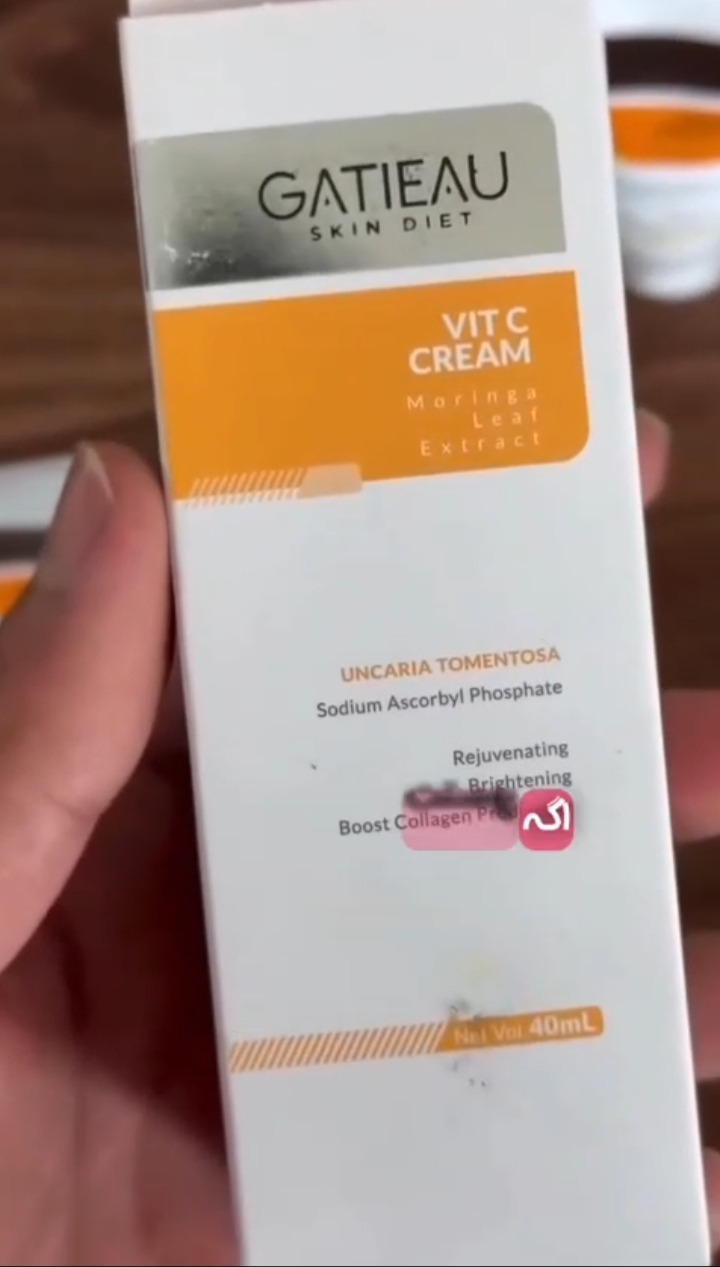 GATIEAU
SKIN DIET
VIT C
CREAM
Moringa
Leaf
Extract
UNCARIA TOMENTOSA
Sodium Ascorbyl Phosphate
Rejuvenating
Brightening
Boost Collagen
اگه
Net Vol 40mL